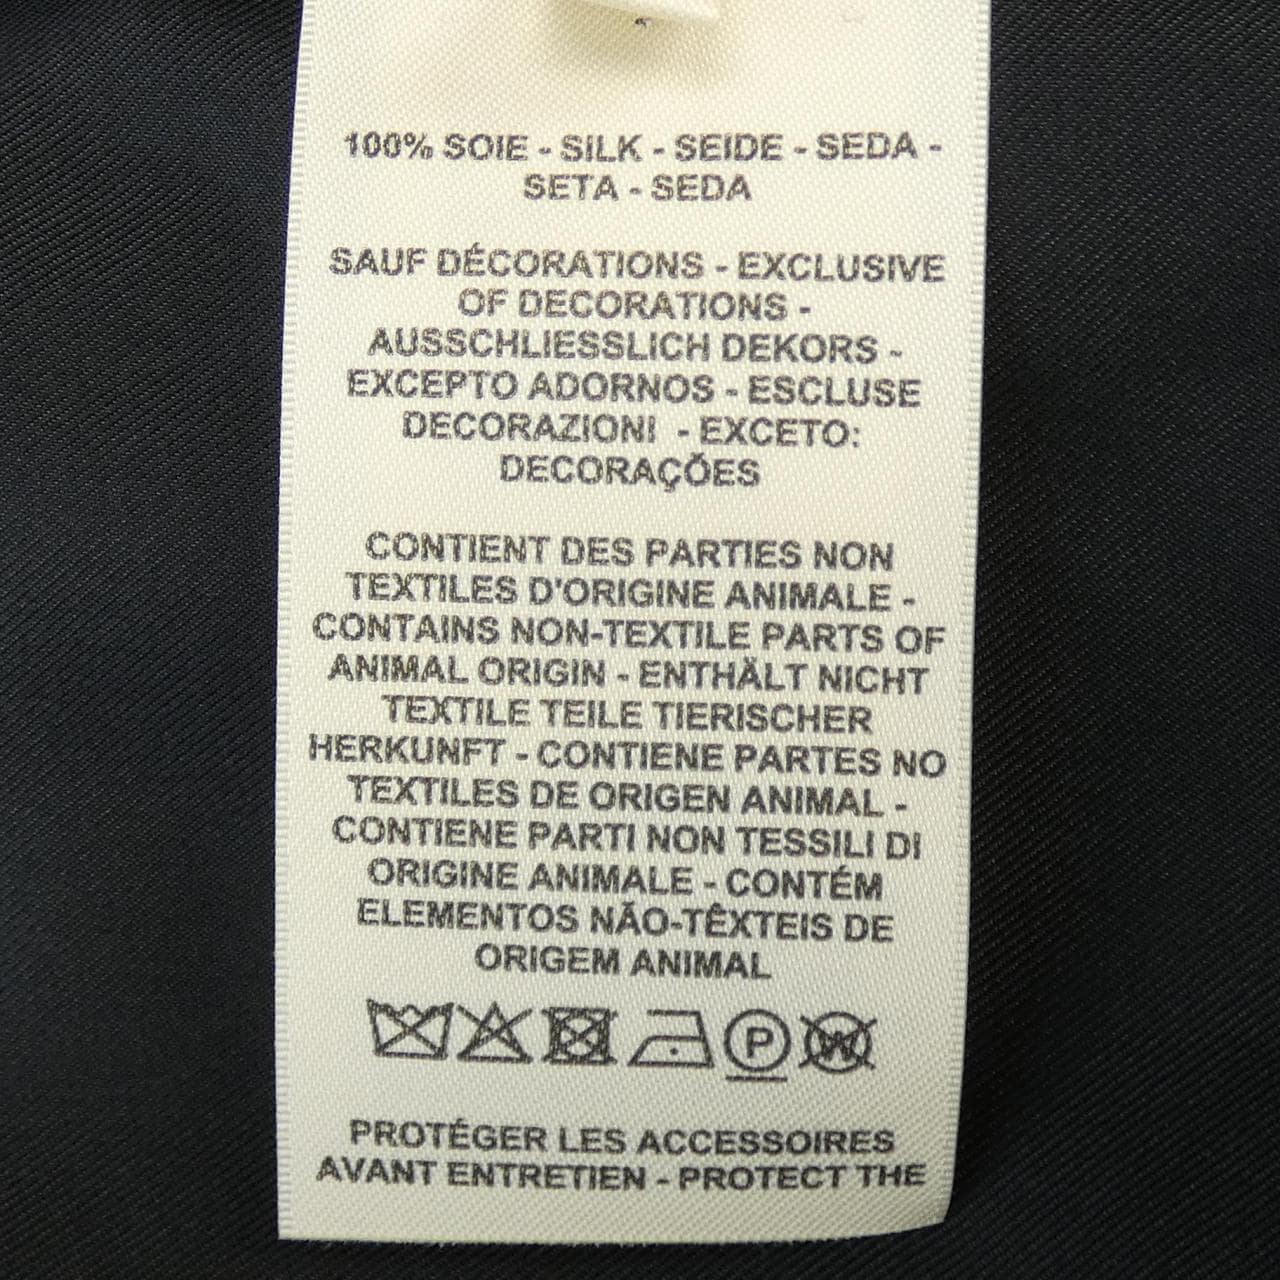 100% SOIE - SILK - SEIDE - SEDA -
SETA - SEDA
SAUF DÉCORATIONS - EXCLUSIVE
OF DECORATIONS -
AUSSCHLIESSLICH DEKORS -
EXCEPTO ADORNOS - ESCLUSE
DECORAZIONI - EXCETO:
DECORAÇÕES
CONTIENT DES PARTIES NON
TEXTILES D'ORIGINE ANIMALE -
CONTAINS NON-TEXTILE PARTS OF
ANIMAL ORIGIN - ENTHÄLT NICHT
TEXTILE TEILE TIERISCHER
HERKUNFT - CONTIENE PARTES NO
TEXTILES DE ORIGEN ANIMAL -
CONTIENE PARTI NON TESSILI DI
ORIGINE ANIMALE - CONTÉM
ELEMENTOS NÃO-TÊXTEIS DE
ORIGEM ANIMAL
P W
PROTÉGER LES ACCESSOIRES
AVANT ENTRETIEN - PROTECT THE